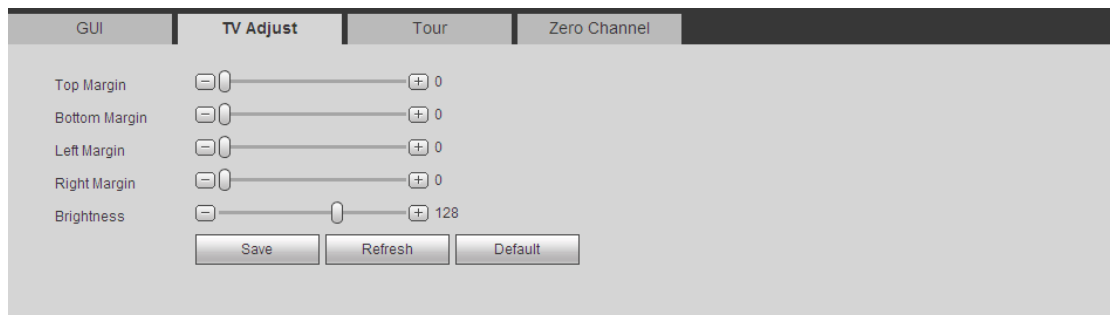 GUI TV Adjust Tour Zero Channel
Top Margin 0
Bottom Margin 0
Left Margin 0
Right Margin 0
Brightness 128
Save Refresh Default